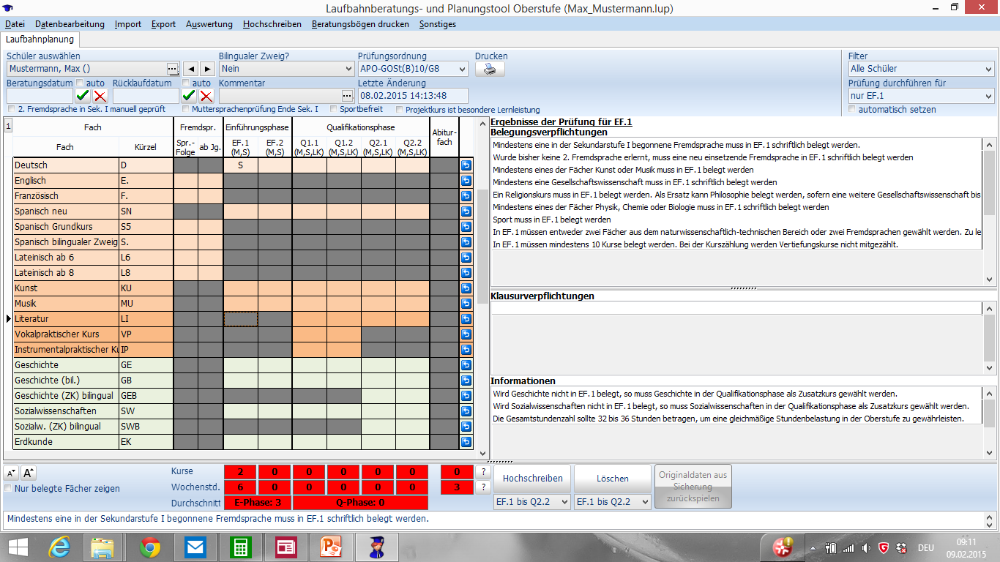 Laufbahnberatungs- und Planungstool Oberstufe (Max_Mustermann.lup)
Datei Datenbearbeitung Import Export Auswertung Hochschreiben Beratungsbögen drucken Sonstiges
Laufbahnplanung
Schüler auswählen Bilingualer Zweig? Prüfungsordnung Drucken Filter
Mustermann, Max () ... Nein APO-GOSt(B)10/G8 Alle Schüler
Beratungsdatum auto Rücklaufdatum auto Kommentar Letzte Änderung Prüfung durchführen für
... 08.02.2015 14:13:48 nur EF.1
2. Fremdsprache in Sek. I manuell geprüft Muttersprachenprüfung Ende Sek. I Sportbefreit Projektkurs ist besondere Lernleistung automatisch setzen
i Fach Fremdspr. Einführungsphase Qualifikationsphase Abitur-
fach
Fach Kürzel Spr.-
Folge ab Jg. EF.1
(M,S) EF.2
(M,S) Q1.1
(M,S,LK) Q1.2
(M,S,LK) Q2.1
(M,S,LK) Q2.2
(M,S,LK)
Deutsch D S
Englisch E.
Französisch F.
Spanisch neu SN
Spanisch Grundkurs S5
Spanisch bilingualer Zweig S.
Lateinisch ab 6 L6
Lateinisch ab 8 L8
Kunst KU
Musik MU
Literatur LI
Vokalpraktischer Kurs VP
Instrumentalpraktischer Ku IP
Geschichte GE
Geschichte (bil.) GB
Geschichte (ZK) bilingual GEB
Sozialwissenschaften SW
Sozialw. (ZK) bilingual SWB
Erdkunde EK
Ergebnisse der Prüfung für EF.1
Belegungsverpflichtungen
Mindestens eine in der Sekundarstufe I begonnene Fremdsprache muss in EF.1 schriftlich belegt werden.
Wurde bisher keine 2. Fremdsprache erlernt, muss eine neu einsetzende Fremdsprache in EF.1 schriftlich belegt werden
Mindestens eines der Fächer Kunst oder Musik muss in EF.1 belegt werden
Mindestens eine Gesellschaftswissenschaft muss in EF.1 schriftlich belegt werden
Ein Religionskurs muss in EF.1 belegt werden. Als Ersatz kann Philosophie belegt werden, sofern eine weitere Gesellschaftswissenschaft bis
Mindestens eines der Fächer Physik, Chemie oder Biologie muss in EF.1 schriftlich belegt werden
Sport muss in EF.1 belegt werden
In EF.1 müssen entweder zwei Fächer aus dem naturwissenschaftlich-technischen Bereich oder zwei Fremdsprachen gewählt werden. Zu le
In EF.1 müssen mindestens 10 Kurse belegt werden. Bei der Kurszählung werden Vertiefungskurse nicht mitgezählt.
Klausurverpflichtungen
Informationen
Wird Geschichte nicht in EF.1 belegt, so muss Geschichte in der Qualifikationsphase als Zusatzkurs gewählt werden.
Wird Sozialwissenschaften nicht in EF.1 belegt, so muss Sozialwissenschaften in der Qualifikationsphase als Zusatzkurs gewählt werden.
Die Gesamtstundenzahl sollte 32 bis 36 Stunden betragen, um eine gleichmäßige Stundenbelastung in der Oberstufe zu gewährleisten.
A A Kurse 2 0 0 0 0 0 0 ?
Nur belegte Fächer zeigen Wochenstd. 6 0 0 0 0 0 3 ?
Durchschnitt E-Phase: 3 Q-Phase: 0
Hochschreiben Löschen Originaldaten aus
Sicherung
zurückspielen
EF.1 bis Q2.2 EF.1 bis Q2.2
Mindestens eine in der Sekundarstufe I begonnene Fremdsprache muss in EF.1 schriftlich belegt werden.
DEU 09:11
09.02.2015